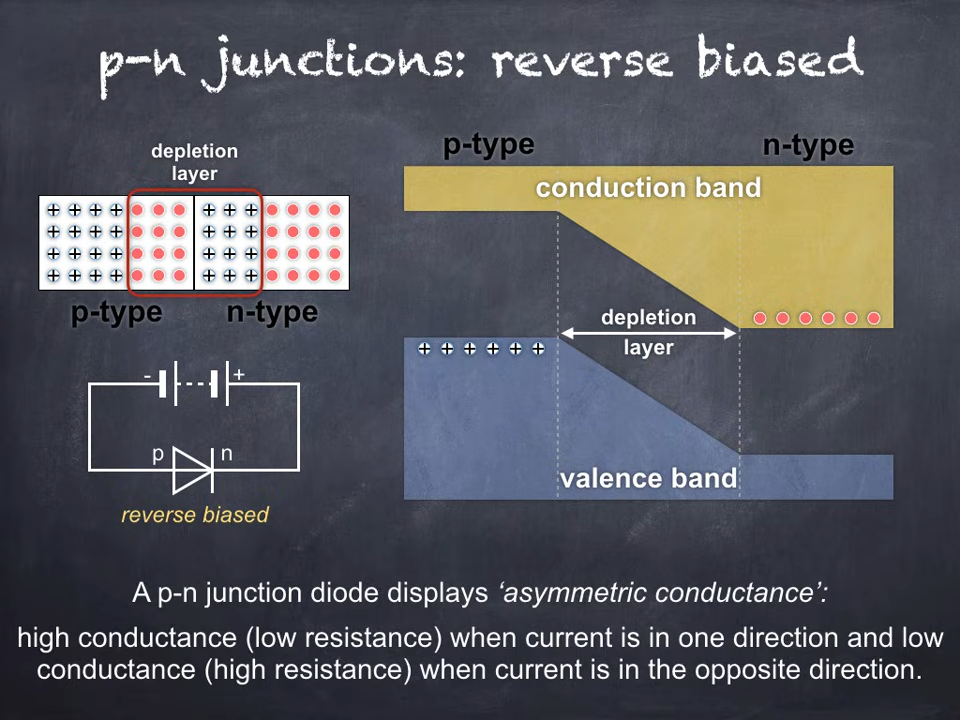 p-n junctions: reverse biased
depletion
layer
p-type
n-type
p-type
n-type
conduction band
depletion
layer
valence band
-
+
p
n
reverse biased
A p-n junction diode displays ‘asymmetric conductance’:
high conductance (low resistance) when current is in one direction and low
conductance (high resistance) when current is in the opposite direction.